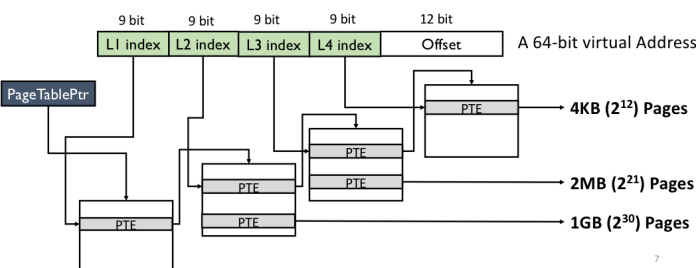 9 bit 9 bit 9 bit 9 bit 12 bit
L1 index L2 index L3 index L4 index Offset A 64-bit virtual Address
PageTablePtr
PTE 4KB (2¹²) Pages
PTE
PTE 2MB (2²¹) Pages
PTE
PTE 1GB (2³⁰) Pages
PTE
7